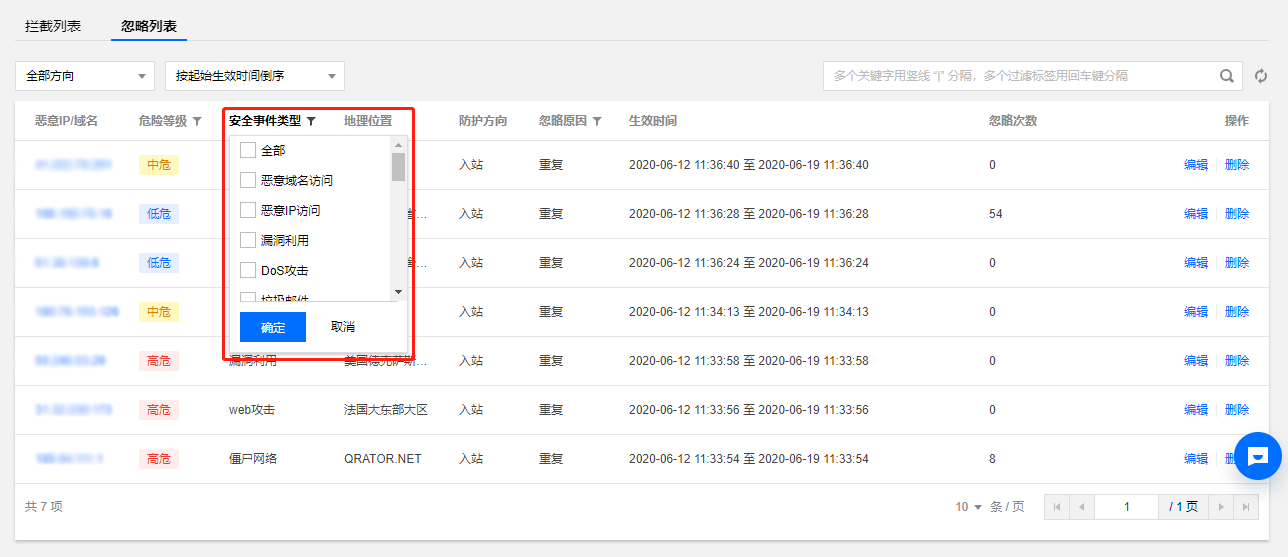 拦截列表 忽略列表
全部方向 按起始生效时间倒序 多个关键字用竖线 "|" 分隔，多个过滤标签用回车键分隔
恶意IP/域名 危险等级 安全事件类型 地理位置 防护方向 忽略原因 生效时间 忽略次数 操作
全部
中危 入站 重复 2020-06-12 11:36:40 至 2020-06-19 11:36:40 0 编辑 删除
恶意域名访问
恶意IP访问
低危 入站 重复 2020-06-12 11:36:28 至 2020-06-19 11:36:28 54 编辑 删除
漏洞利用
低危 入站 重复 2020-06-12 11:36:24 至 2020-06-19 11:36:24 0 编辑 删除
DoS攻击
垃圾邮件
中危 入站 重复 2020-06-12 11:34:13 至 2020-06-19 11:34:13 0 编辑 删除
确定 取消
高危 漏洞利用 美国德克萨斯... 入站 重复 2020-06-12 11:33:58 至 2020-06-19 11:33:58 0 编辑 删除
高危 web攻击 法国大东部大区 入站 重复 2020-06-12 11:33:56 至 2020-06-19 11:33:56 0 编辑 删除
高危 僵尸网络 QRATOR.NET 入站 重复 2020-06-12 11:33:54 至 2020-06-19 11:33:54 8 编辑
共 7 项 10 条 / 页 1 / 1 页